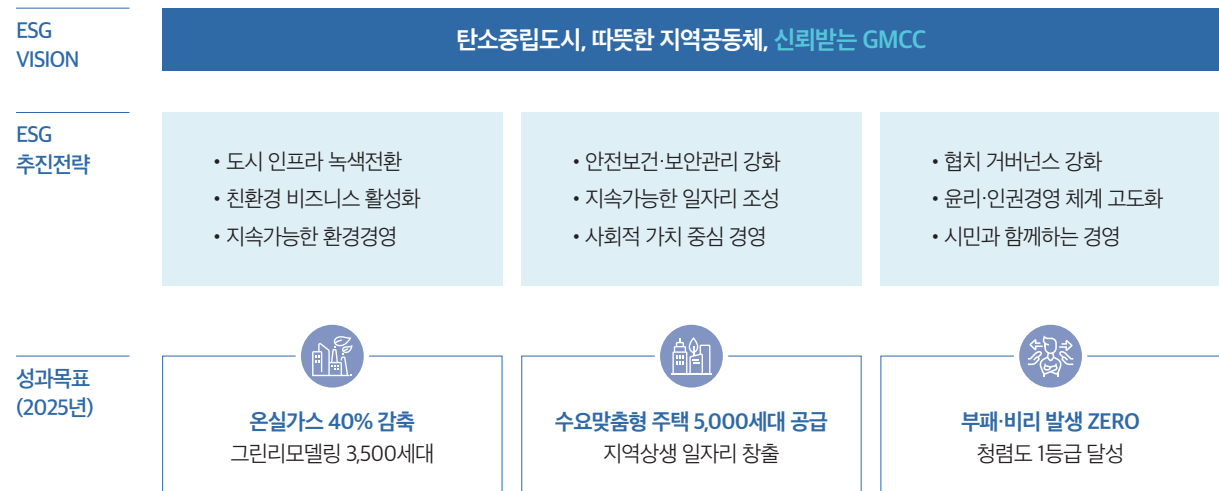 ESG
VISION
탄소중립도시, 따뜻한 지역공동체, 신뢰받는 GMCC
ESG
추진전략
• 도시 인프라 녹색전환
• 친환경 비즈니스 활성화
• 지속가능한 환경경영
• 안전보건·보안관리 강화
• 지속가능한 일자리 조성
• 사회적 가치 중심 경영
• 협치 거버넌스 강화
• 윤리·인권경영 체계 고도화
• 시민과 함께하는 경영
성과목표
(2025년)
온실가스 40% 감축
그린리모델링 3,500세대
수요맞춤형 주택 5,000세대 공급
지역상생 일자리 창출
부패·비리 발생 ZERO
청렴도 1등급 달성